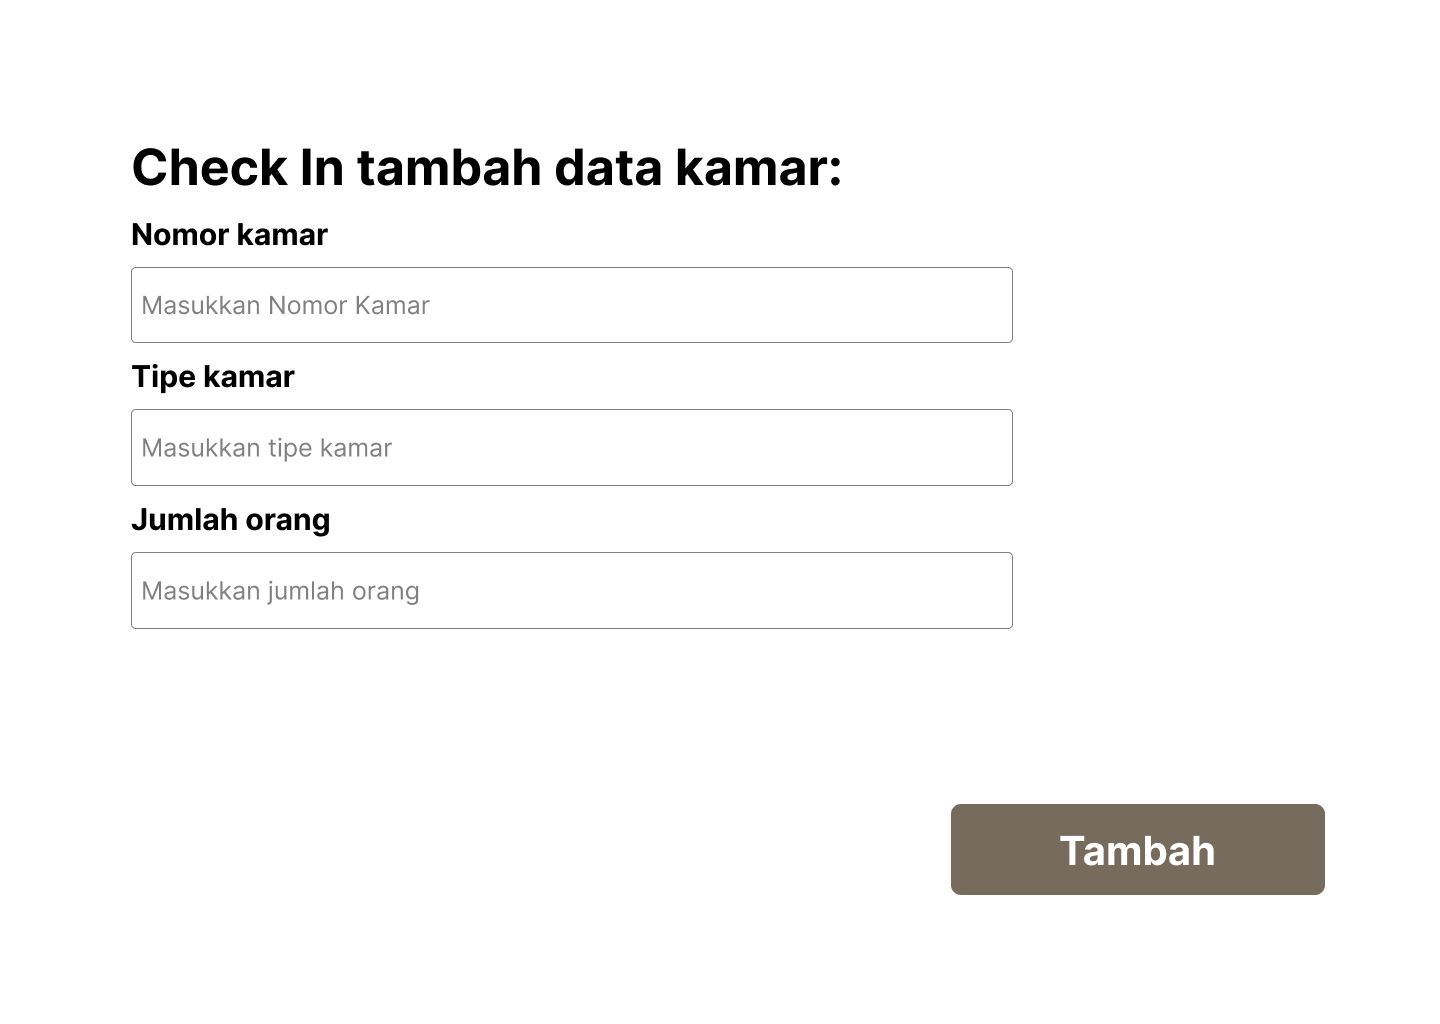 Check In tambah data kamar:
Nomor kamar
Masukkan Nomor Kamar
Tipe kamar
Masukkan tipe kamar
Jumlah orang
Masukkan jumlah orang
Tambah